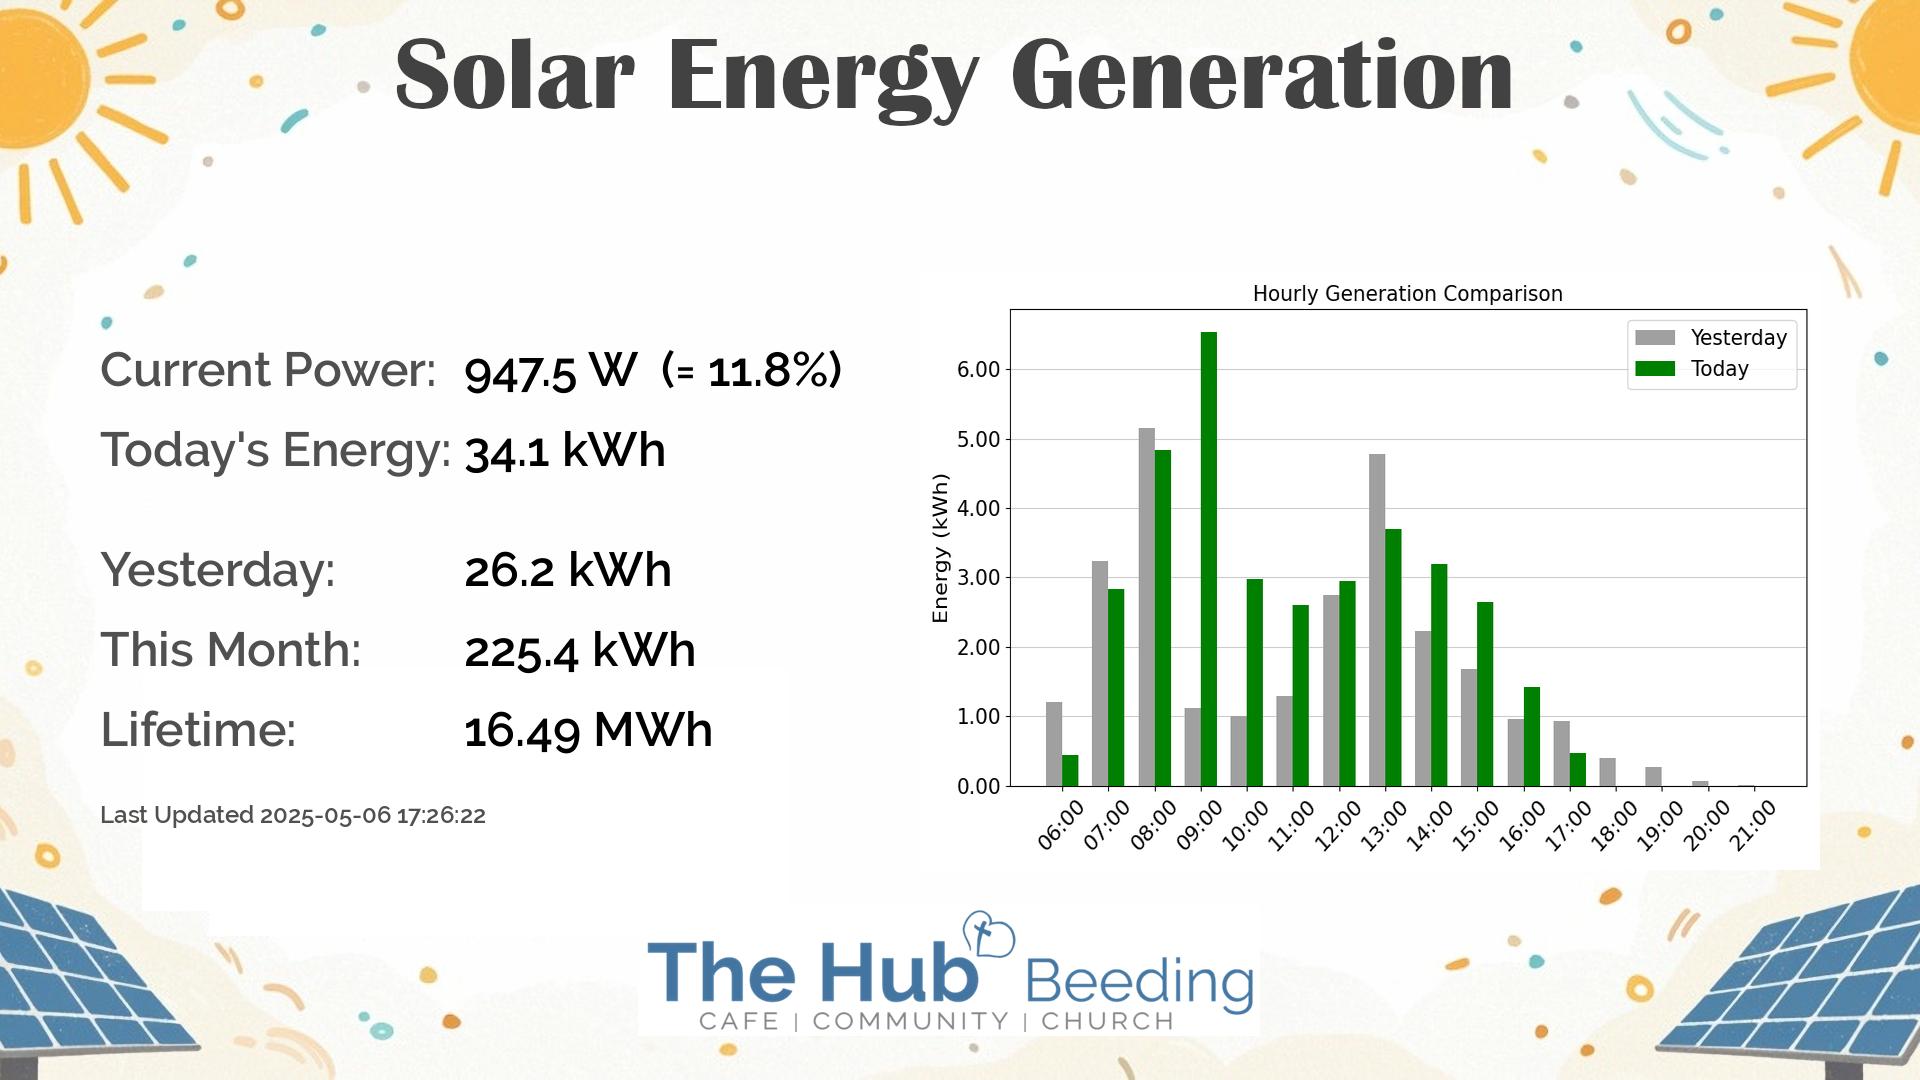 Solar Energy Generation
Current Power: 947.5 W (= 11.8%)
Today's Energy: 34.1 kWh
Yesterday: 26.2 kWh
This Month: 225.4 kWh
Lifetime: 16.49 MWh
Last Updated 2025-05-06 17:26:22
Hourly Generation Comparison
Yesterday
Today
Energy (kWh)
6.00
5.00
4.00
3.00
2.00
1.00
0.00
06:00 07:00 08:00 09:00 10:00 11:00 12:00 13:00 14:00 15:00 16:00 17:00 18:00 19:00 20:00 21:00
The Hub Beeding
CAFE | COMMUNITY | CHURCH